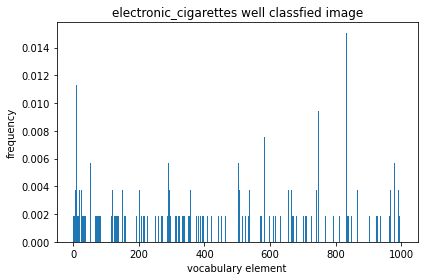 electronic_cigarettes well classfied image
frequency
0.014
0.012
0.010
0.008
0.006
0.004
0.002
0.000
0 200 400 600 800 1000
vocabulary element